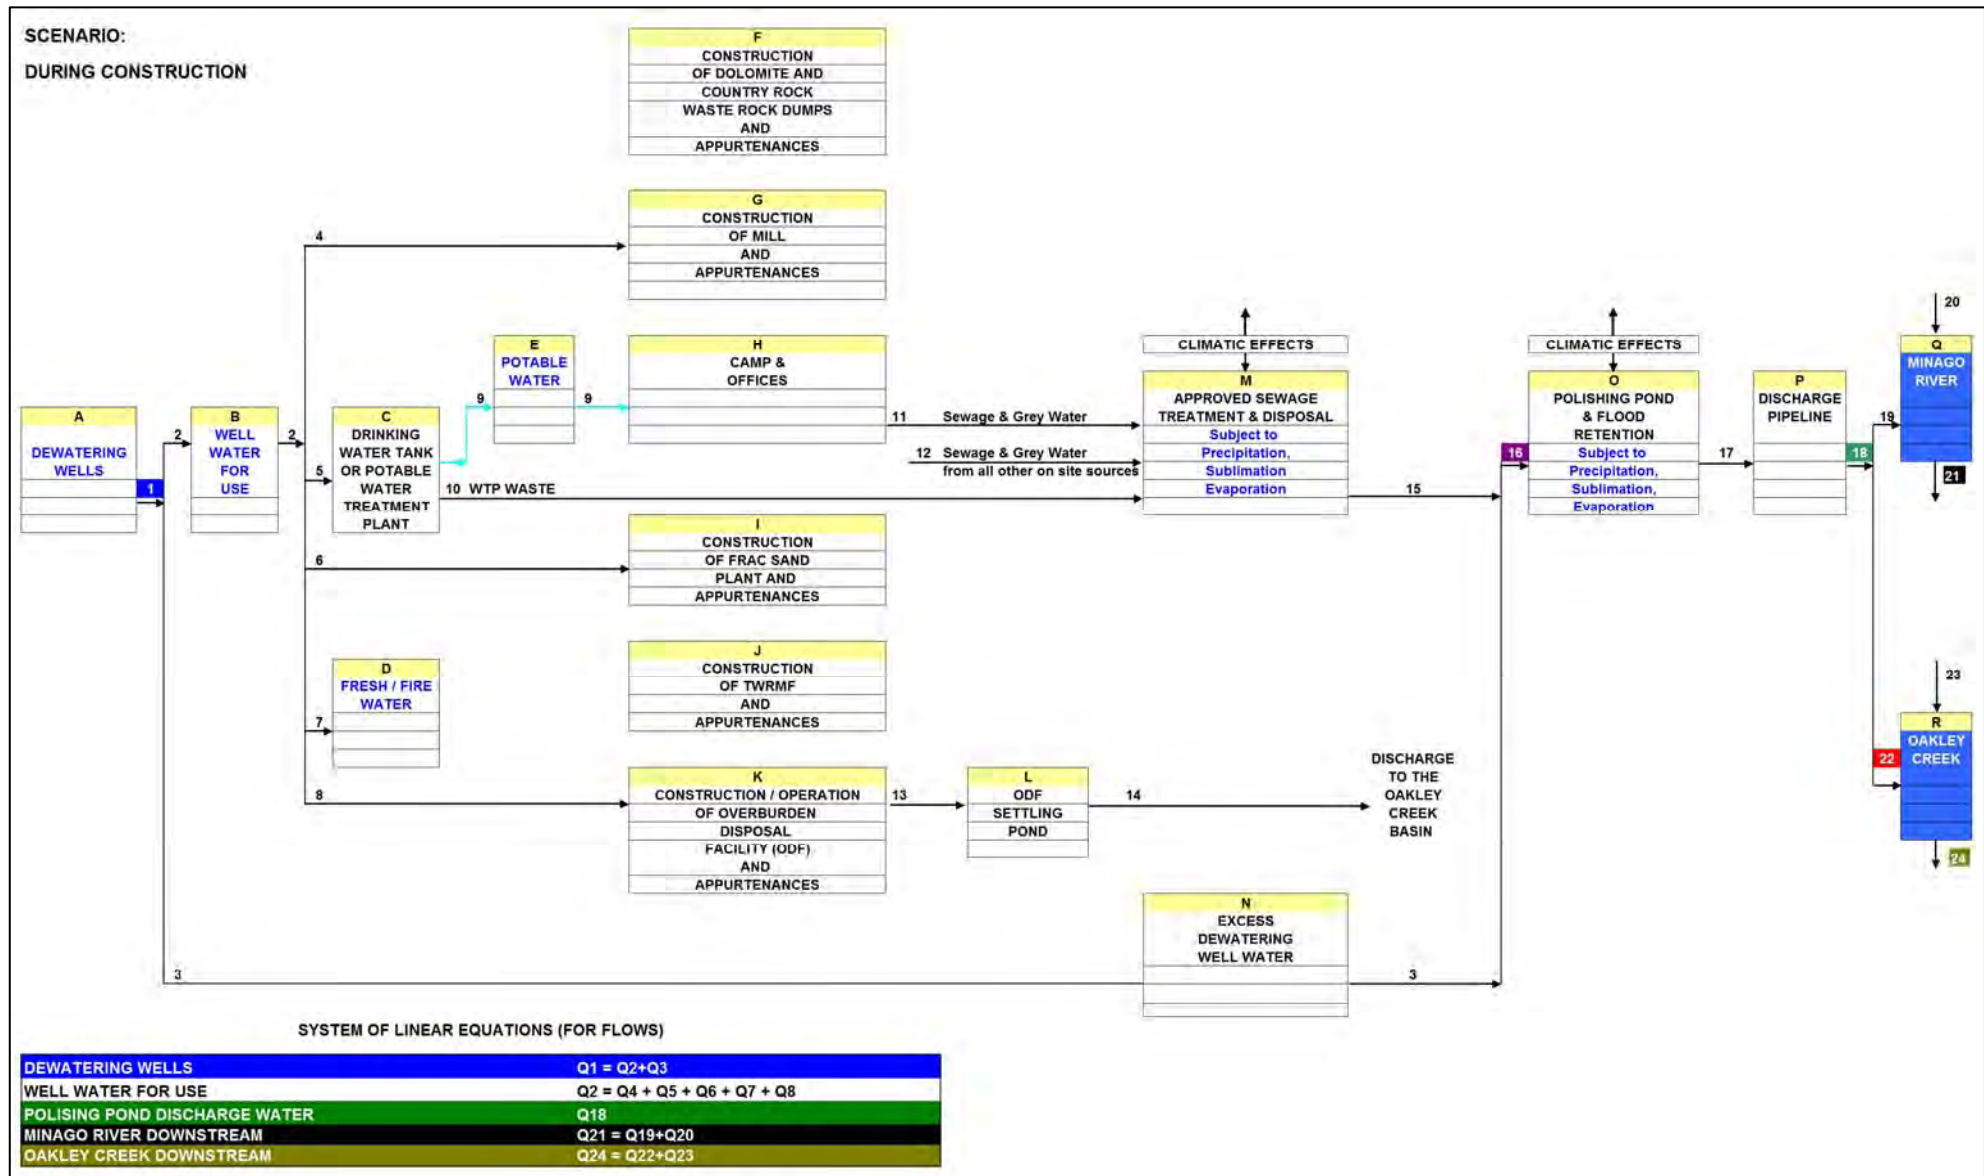 SCENARIO:
DURING CONSTRUCTION
F
CONSTRUCTION
OF DOLOMITE AND
COUNTRY ROCK
WASTE ROCK DUMPS
AND
APPURTENANCES
G
CONSTRUCTION
OF MILL
AND
APPURTENANCES
4
A
DEWATERING
WELLS
1
2
B
WELL
WATER
FOR
USE
2
5
C
DRINKING
WATER TANK
OR POTABLE
WATER
TREATMENT
PLANT
9
E
POTABLE
WATER
9
H
CAMP &
OFFICES
11 Sewage & Grey Water
12 Sewage & Grey Water
from all other on site sources
10 WTP WASTE
CLIMATIC EFFECTS
M
APPROVED SEWAGE
TREATMENT & DISPOSAL
Subject to
Precipitation,
Sublimation
Evaporation
15
16
CLIMATIC EFFECTS
O
POLISHING POND
& FLOOD
RETENTION
Subject to
Precipitation,
Sublimation,
Evaporation
17
P
DISCHARGE
PIPELINE
18
19
20
Q
MINAGO
RIVER
21
6
I
CONSTRUCTION
OF FRAC SAND
PLANT AND
APPURTENANCES
7
D
FRESH / FIRE
WATER
J
CONSTRUCTION
OF TWRMF
AND
APPURTENANCES
8
K
CONSTRUCTION / OPERATION
OF OVERBURDEN
DISPOSAL
FACILITY (ODF)
AND
APPURTENANCES
13
L
ODF
SETTLING
POND
14
DISCHARGE
TO THE
OAKLEY
CREEK
BASIN
23
R
OAKLEY
CREEK
22
24
3
N
EXCESS
DEWATERING
WELL WATER
3
SYSTEM OF LINEAR EQUATIONS (FOR FLOWS)
DEWATERING WELLS Q1 = Q2+Q3
WELL WATER FOR USE Q2 = Q4 + Q5 + Q6 + Q7 + Q8
POLISING POND DISCHARGE WATER Q18
MINAGO RIVER DOWNSTREAM Q21 = Q19+Q20
OAKLEY CREEK DOWNSTREAM Q24 = Q22+Q23